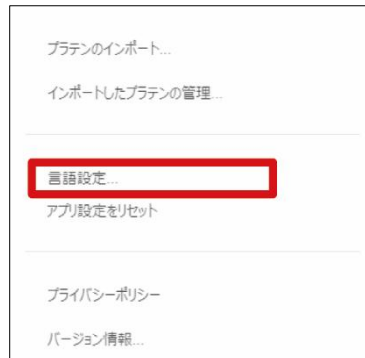 プラテンのインポート...
インポートしたプラテンの管理...
言語設定...
アプリ設定をリセット
プライバシーポリシー
バージョン情報...